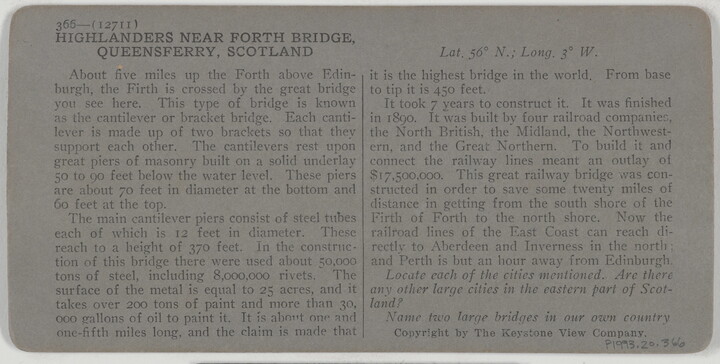 366—(12711)
HIGHLANDERS NEAR FORTH BRIDGE,
QUEENSFERRY, SCOTLAND
About five miles up the Forth above Edin-
burgh, the Firth is crossed by the great bridge
you see here. This type of bridge is known
as the cantilever or bracket bridge. Each canti-
lever is made up of two brackets so that they
support each other. The cantilevers rest upon
great piers of masonry built on a solid underlay
50 to 90 feet below the water level. These piers
are about 70 feet in diameter at the bottom and
60 feet at the top.
The main cantilever piers consist of steel tubes
each of which is 12 feet in diameter. These
reach to a height of 370 feet. In the construc-
tion of this bridge there were used about 50,000
tons of steel, including 8,000,000 rivets. The
surface of the metal is equal to 25 acres, and it
takes over 200 tons of paint and more than 30,
000 gallons of oil to paint it. It is about one and
one-fifth miles long, and the claim is made that
Lat. 56° N.; Long. 3° W.
it is the highest bridge in the world. From base
to tip it is 450 feet.
It took 7 years to construct it. It was finished
in 1890. It was built by four railroad companies,
the North British, the Midland, the Northwest-
ern, and the Great Northern. To build it and
connect the railway lines meant an outlay of
$17,500,000. This great railway bridge was con-
structed in order to save some twenty miles of
distance in getting from the south shore of the
Firth of Forth to the north shore. Now the
railroad lines of the East Coast can reach di-
rectly to Aberdeen and Inverness in the north;
and Perth is but an hour away from Edinburgh.
Locate each of the cities mentioned. Are there
any other large cities in the eastern part of Scot-
land?
Name two large bridges in our own country
Copyright by The Keystone View Company.
P1993.20.366